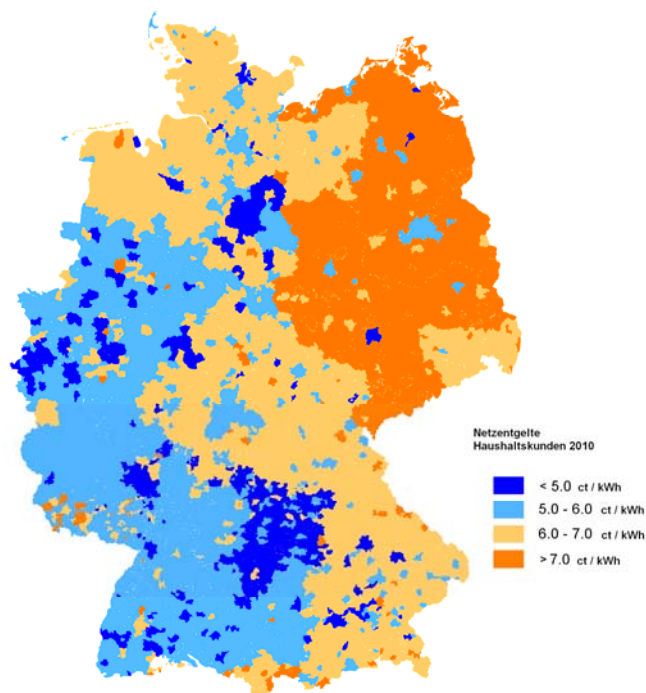 Netzentgelte
Haushaltskunden 2010
< 5.0 ct / kWh
5.0 - 6.0 ct / kWh
6.0 - 7.0 ct / kWh
> 7.0 ct / kWh